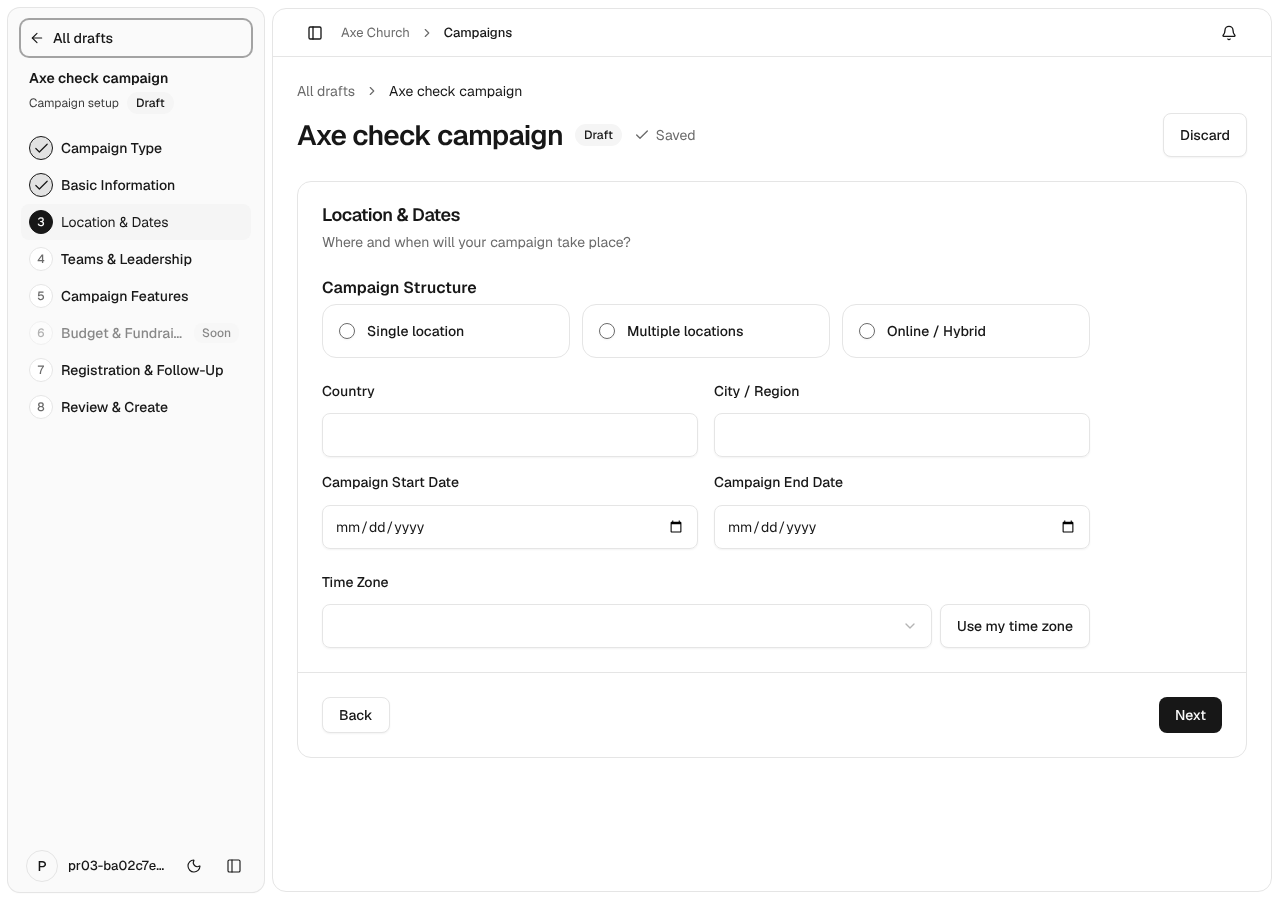 All drafts
Axe check campaign
Campaign setup Draft
Campaign Type
Basic Information
3 Location & Dates
4 Teams & Leadership
5 Campaign Features
6 Budget & Fundrai... Soon
7 Registration & Follow-Up
8 Review & Create
P pr03-ba02c7e...
Axe Church Campaigns
All drafts Axe check campaign
Axe check campaign Draft Saved
Discard
Location & Dates
Where and when will your campaign take place?
Campaign Structure
Single location Multiple locations Online / Hybrid
Country City / Region
Campaign Start Date Campaign End Date
mm/dd/yyyy mm/dd/yyyy
Time Zone
Use my time zone
Back Next